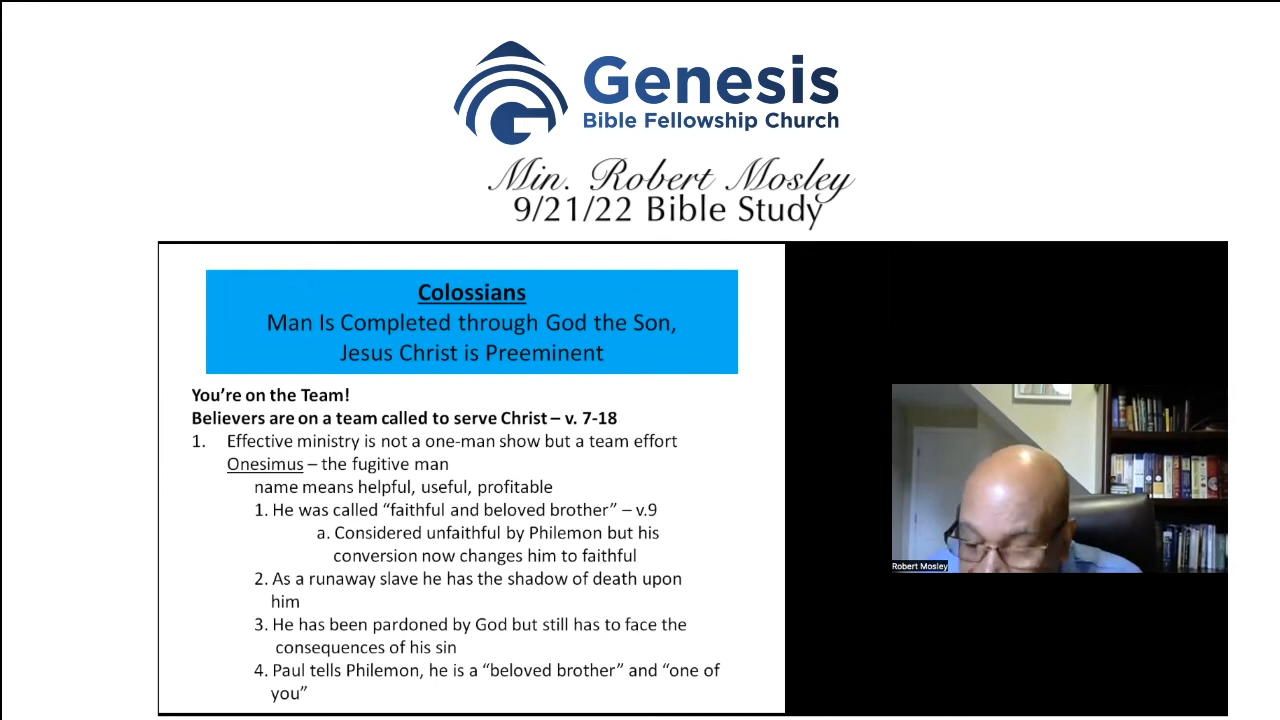 Genesis
Bible Fellowship Church
Min. Robert Mosley
9/21/22 Bible Study
Colossians
Man Is Completed through God the Son,
Jesus Christ is Preeminent
You’re on the Team!
Believers are on a team called to serve Christ – v. 7-18
1. Effective ministry is not a one-man show but a team effort
Onesimus – the fugitive man
name means helpful, useful, profitable
1. He was called “faithful and beloved brother” – v.9
a. Considered unfaithful by Philemon but his
conversion now changes him to faithful
2. As a runaway slave he has the shadow of death upon
him
3. He has been pardoned by God but still has to face the
consequences of his sin
4. Paul tells Philemon, he is a “beloved brother” and “one of
you”
Robert Mosley